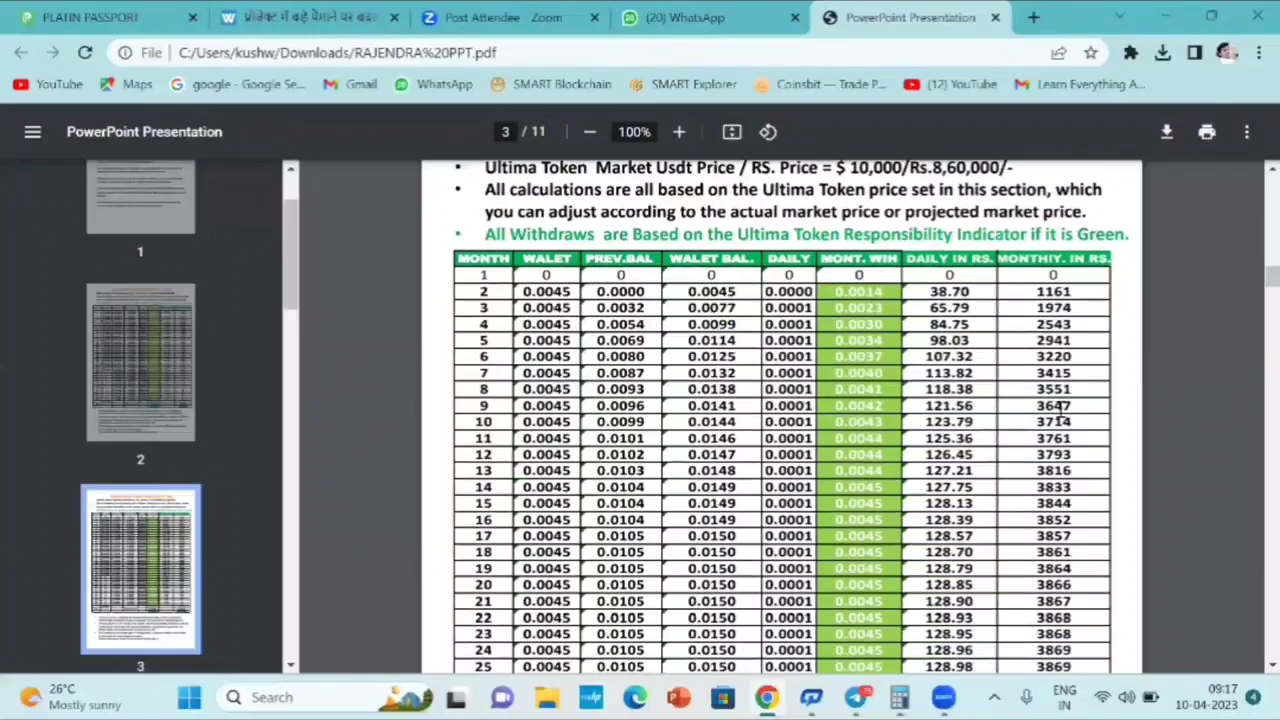 PLATIN PASSPORT
प्रोजेक्ट में बड़े पैमाने पर बदल
Post Attendee Zoom
(20) WhatsApp
PowerPoint Presentation
File C:/Users/kushw/Downloads/RAJENDRA%20PPT.pdf
YouTube Maps google - Google Se... Gmail WhatsApp SMART Blockchain SMART Explorer Coinsbit — Trade P... (12) YouTube Learn Everything A...
PowerPoint Presentation 3 / 11 100%
1
2
3
• Ultima Token Market Usdt Price / RS. Price = $ 10,000/Rs.8,60,000/-
• All calculations are all based on the Ultima Token price set in this section, which
you can adjust according to the actual market price or projected market price.
• All Withdraws are Based on the Ultima Token Responsibility Indicator if it is Green.
MONTH WALET PREV.BAL WALET BAL. DAILY MONT. WIH DAILY IN RS. MONTHIY. IN RS.
1 0 0 0 0 0 0 0
2 0.0045 0.0000 0.0045 0.0000 0.0014 38.70 1161
3 0.0045 0.0032 0.0077 0.0001 0.0023 65.79 1974
4 0.0045 0.0054 0.0099 0.0001 0.0030 84.75 2543
5 0.0045 0.0069 0.0114 0.0001 0.0034 98.03 2941
6 0.0045 0.0080 0.0125 0.0001 0.0037 107.32 3220
7 0.0045 0.0087 0.0132 0.0001 0.0040 113.82 3415
8 0.0045 0.0093 0.0138 0.0001 0.0041 118.38 3551
9 0.0045 0.0096 0.0141 0.0001 0.0042 121.56 3647
10 0.0045 0.0099 0.0144 0.0001 0.0043 123.79 3714
11 0.0045 0.0101 0.0146 0.0001 0.0044 125.36 3761
12 0.0045 0.0102 0.0147 0.0001 0.0044 126.45 3793
13 0.0045 0.0103 0.0148 0.0001 0.0044 127.21 3816
14 0.0045 0.0104 0.0149 0.0001 0.0045 127.75 3833
15 0.0045 0.0104 0.0149 0.0001 0.0045 128.13 3844
16 0.0045 0.0104 0.0149 0.0001 0.0045 128.39 3852
17 0.0045 0.0105 0.0150 0.0001 0.0045 128.57 3857
18 0.0045 0.0105 0.0150 0.0001 0.0045 128.70 3861
19 0.0045 0.0105 0.0150 0.0001 0.0045 128.79 3864
20 0.0045 0.0105 0.0150 0.0001 0.0045 128.85 3866
21 0.0045 0.0105 0.0150 0.0001 0.0045 128.90 3867
22 0.0045 0.0105 0.0150 0.0001 0.0045 128.93 3868
23 0.0045 0.0105 0.0150 0.0001 0.0045 128.95 3868
24 0.0045 0.0105 0.0150 0.0001 0.0045 128.96 3869
25 0.0045 0.0105 0.0150 0.0001 0.0045 128.98 3869
26°C
Mostly sunny
Search
ENG
IN
09:17
10-04-2023
4